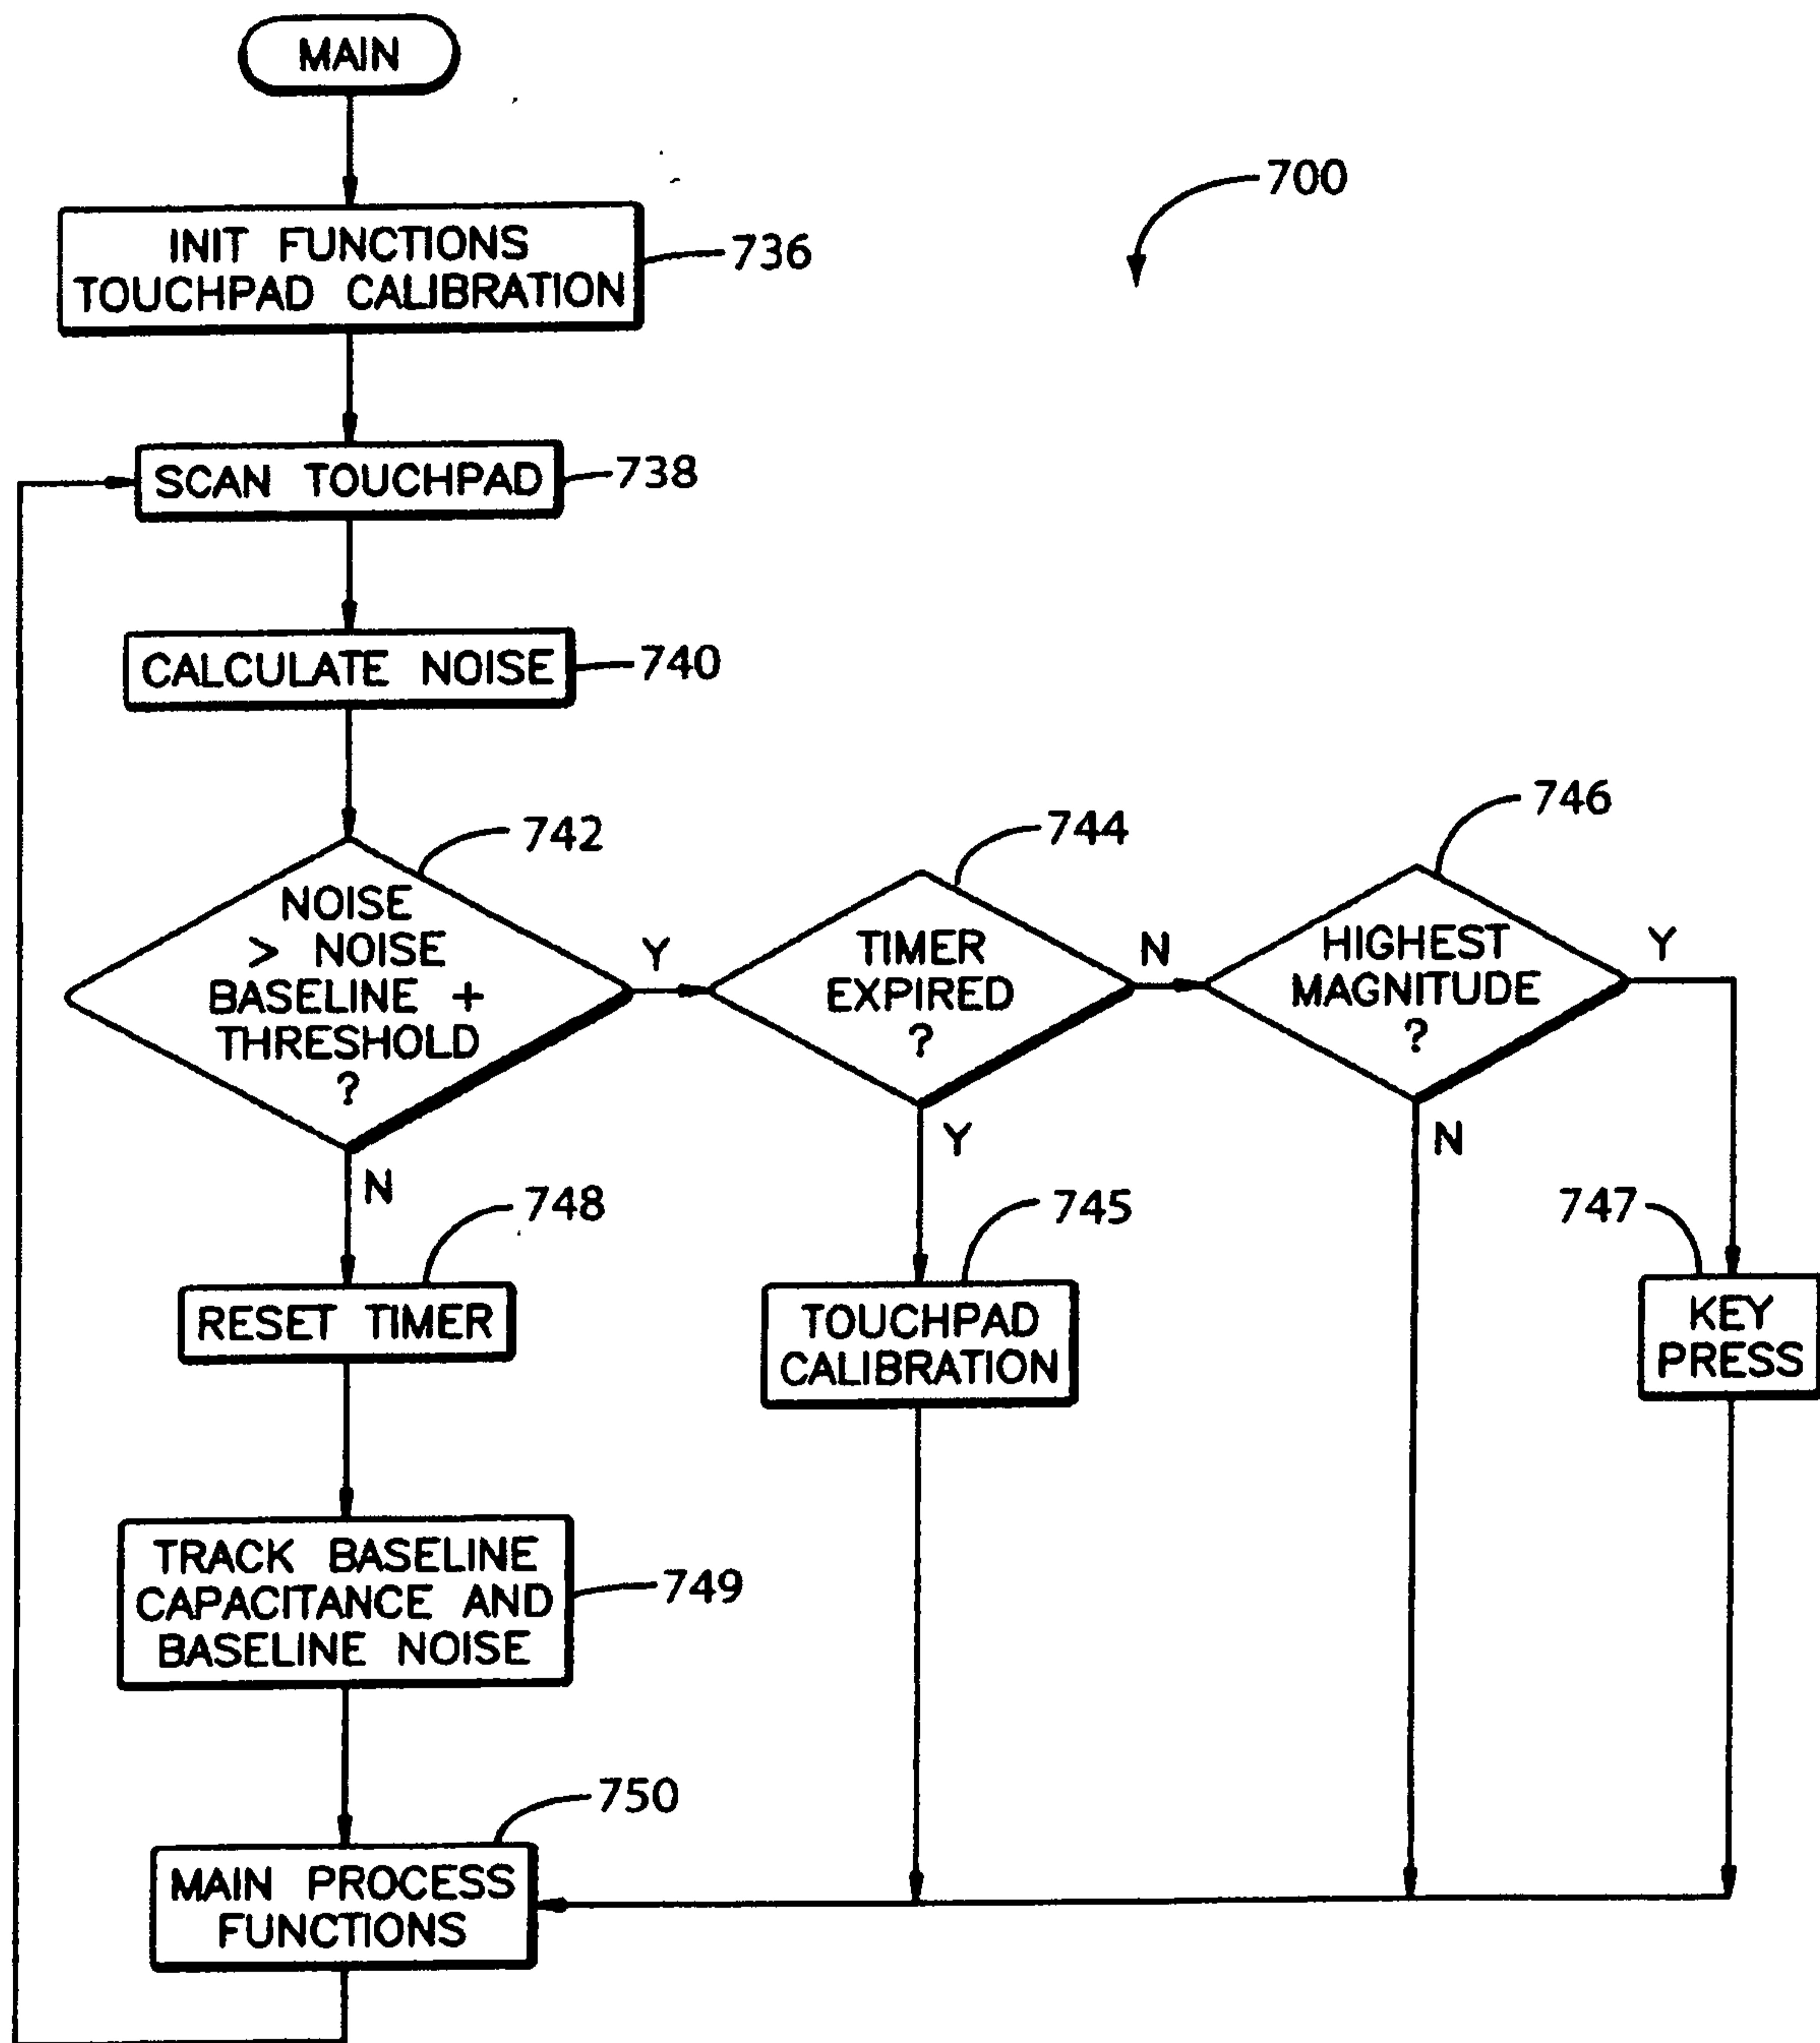 MAIN
700
INIT FUNCTIONS
TOUCHPAD CALIBRATION
736
SCAN TOUCHPAD
738
CALCULATE NOISE
740
742
NOISE
> NOISE
BASELINE +
THRESHOLD
?
Y
N
744
TIMER
EXPIRED
?
N
Y
746
HIGHEST
MAGNITUDE
?
Y
N
748
RESET TIMER
745
TOUCHPAD
CALIBRATION
747
KEY
PRESS
TRACK BASELINE
CAPACITANCE AND
BASELINE NOISE
749
750
MAIN PROCESS
FUNCTIONS